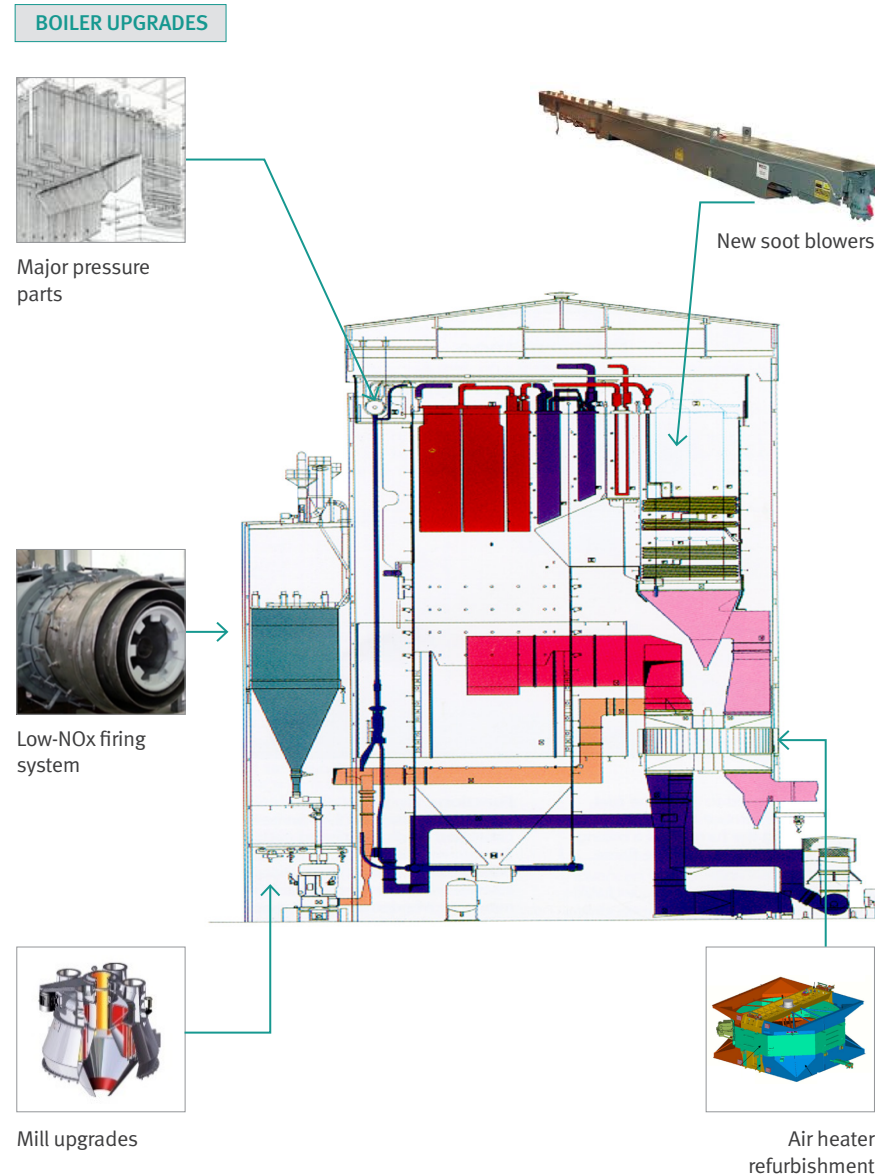 BOILER UPGRADES
Major pressure
parts
New soot blowers
Low-NOx firing
system
Mill upgrades
Air heater
refurbishment